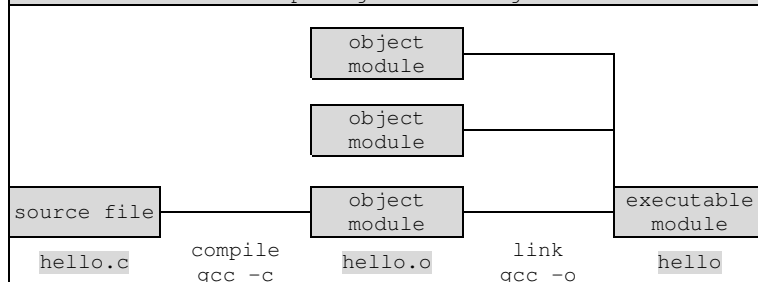 object
module
object
module
source file
object
module
executable
module
hello.c
compile
gcc -c
hello.o
link
gcc -o
hello